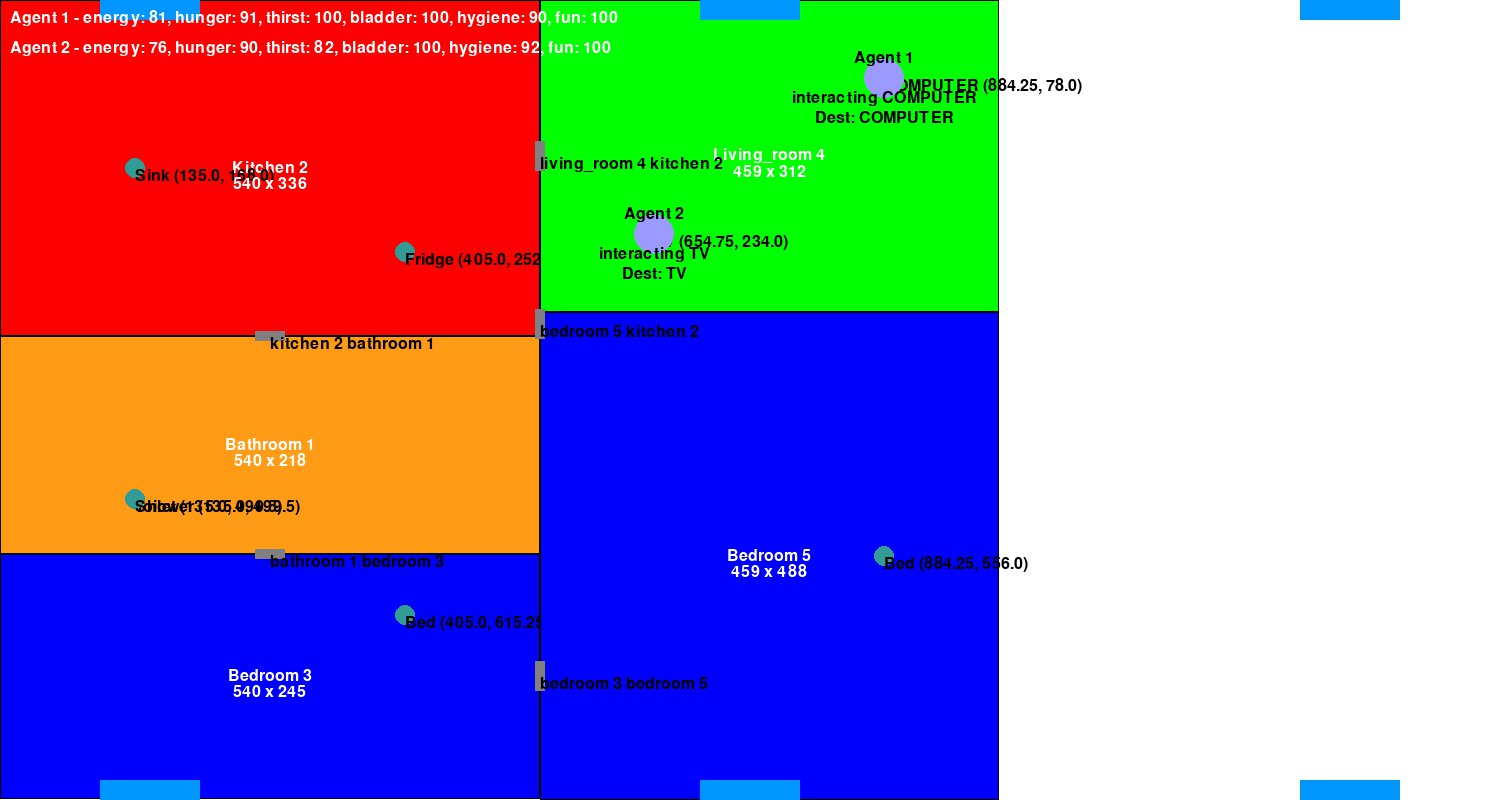 Agent 1 - energy: 81, hunger: 91, thirst: 100, bladder: 100, hygiene: 90, fun: 100
Agent 2 - energy: 76, hunger: 90, thirst: 82, bladder: 100, hygiene: 92, fun: 100
Agent 1
OMPUTER (884.25, 78.0)
interacting COMPUTER
Dest: COMPUTER
Living_room 4
459 x 312
living_room 4 kitchen 2
Kitchen 2
540 x 336
Sink (135.0,
Agent 2
(654.75, 234.0)
interacting TV
Dest: TV
Fridge (405.0, 252
bedroom 5 kitchen 2
kitchen 2 bathroom 1
Bathroom 1
540 x 218
bathroom 1 bedroom 3
Bedroom 5
459 x 488
Bed (884.25, 556.0)
Bed (405.0, 615.25
Bedroom 3
540 x 245
bedroom 3 bedroom 5